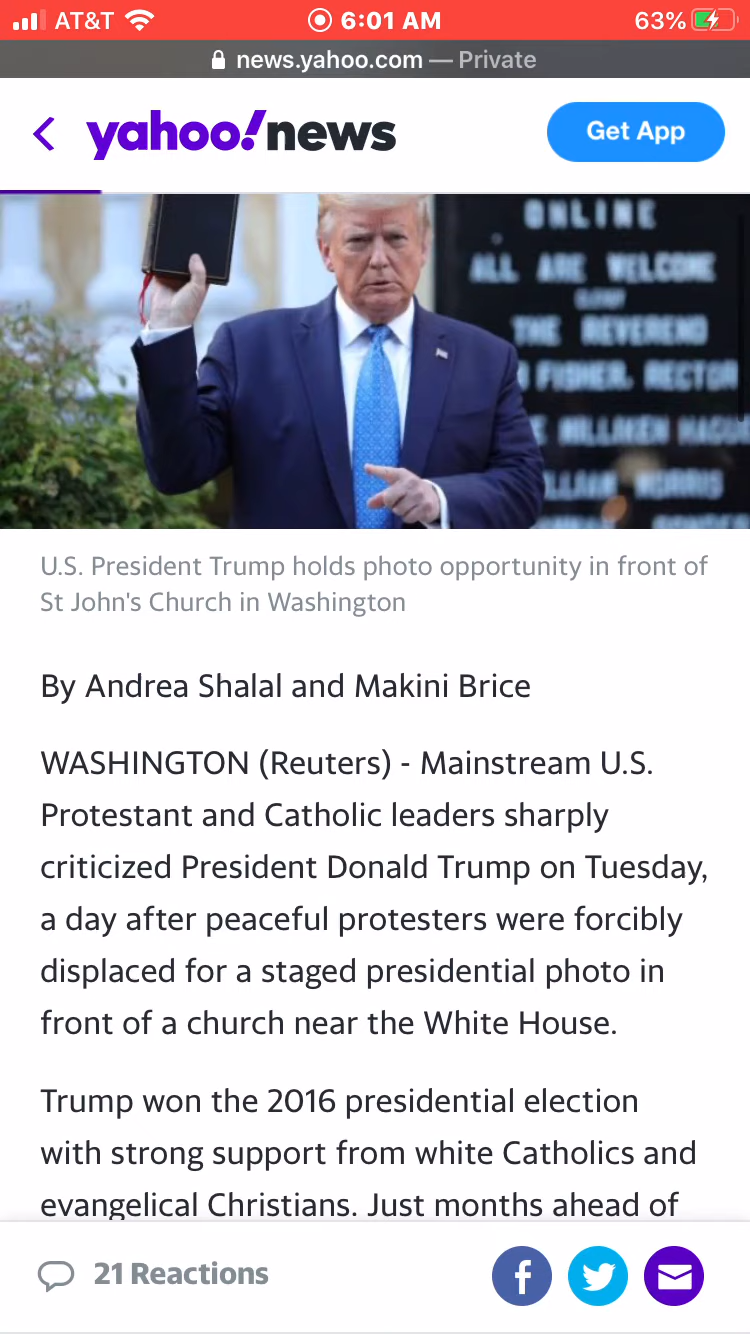 AT&T 6:01 AM 63%
news.yahoo.com — Private
yahoo!news Get App
ONLINE
ALL ARE WELCOME
THE REVEREND
FISHER, RECTOR
U.S. President Trump holds photo opportunity in front of
St John's Church in Washington
By Andrea Shalal and Makini Brice
WASHINGTON (Reuters) - Mainstream U.S.
Protestant and Catholic leaders sharply
criticized President Donald Trump on Tuesday,
a day after peaceful protesters were forcibly
displaced for a staged presidential photo in
front of a church near the White House.
Trump won the 2016 presidential election
with strong support from white Catholics and
evangelical Christians. Just months ahead of
21 Reactions